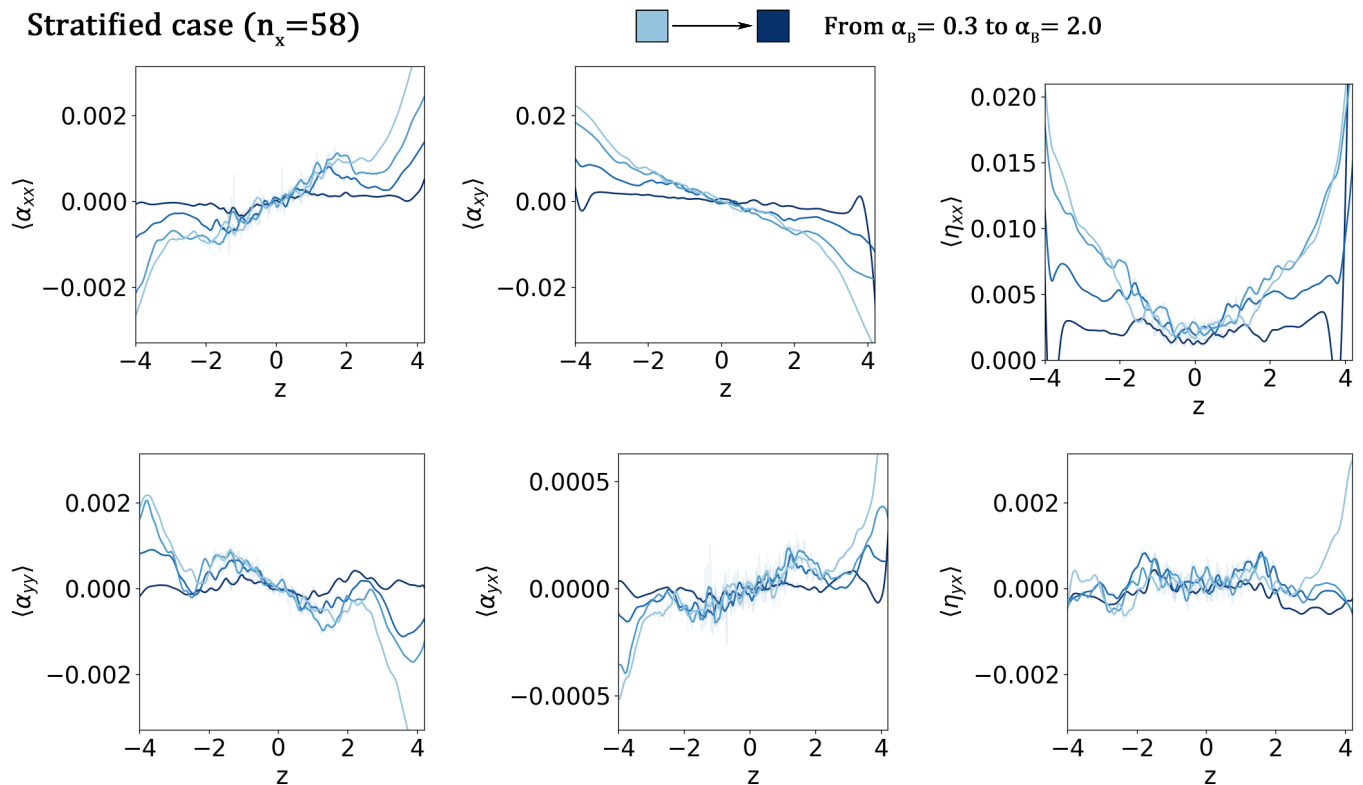 Stratified case (nₓ=58)
From α_B= 0.3 to α_B= 2.0
⟨α_xx⟩
0.002
0.000
−0.002
−4 −2 0 2 4
z
⟨α_xy⟩
0.02
0.00
−0.02
−4 −2 0 2 4
z
⟨η_xx⟩
0.020
0.015
0.010
0.005
0.000
−4 −2 0 2 4
z
⟨α_yy⟩
0.002
0.000
−0.002
−4 −2 0 2 4
z
⟨α_yx⟩
0.0005
0.0000
−0.0005
−4 −2 0 2 4
z
⟨η_yx⟩
0.002
0.000
−0.002
−4 −2 0 2 4
z